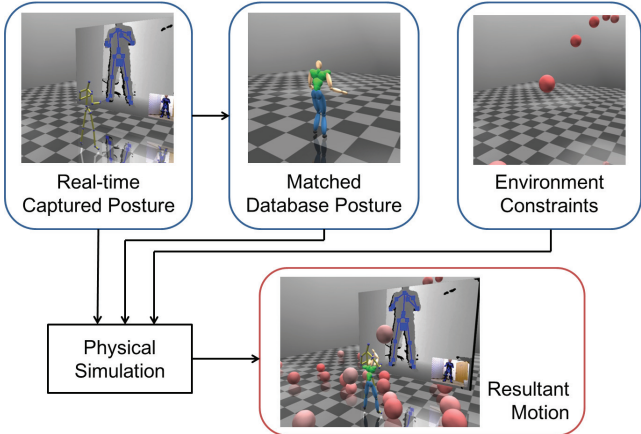 Real-time
Captured Posture
Matched
Database Posture
Environment
Constraints
Physical
Simulation
Resultant
Motion